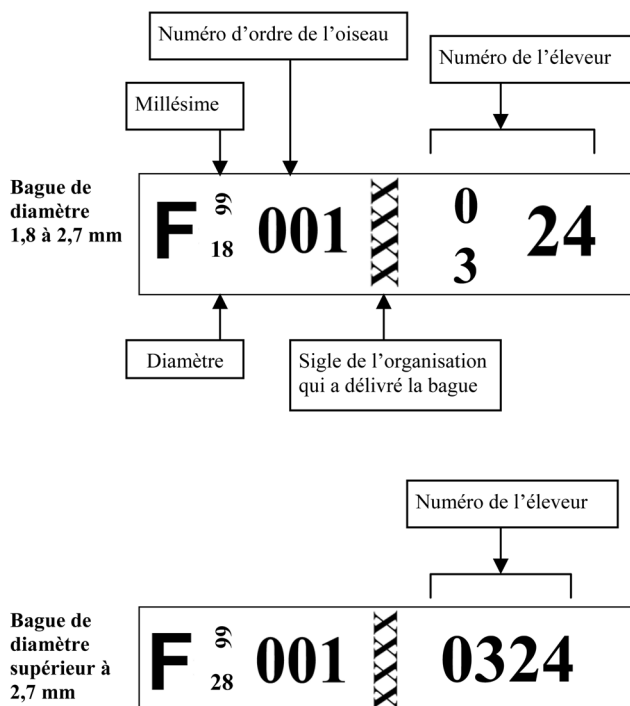 Numéro d'ordre de l'oiseau
Numéro de l'éleveur
Millésime
Bague de
diamètre
1,8 à 2,7 mm
F 99 18 001 XXXX 0 3 24
Diamètre
Sigle de l'organisation
qui a délivré la bague
Numéro de l'éleveur
Bague de
diamètre
supérieur à
2,7 mm
F 99 28 001 XXXX 0324